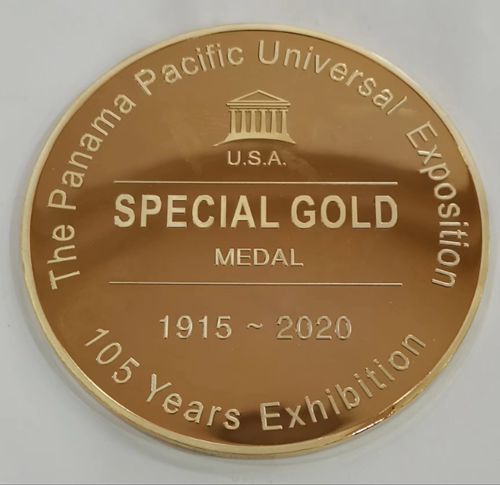 The Panama Pacific Universal Exposition
U.S.A.
SPECIAL GOLD
MEDAL
1915 ~ 2020
105 Years Exhibition